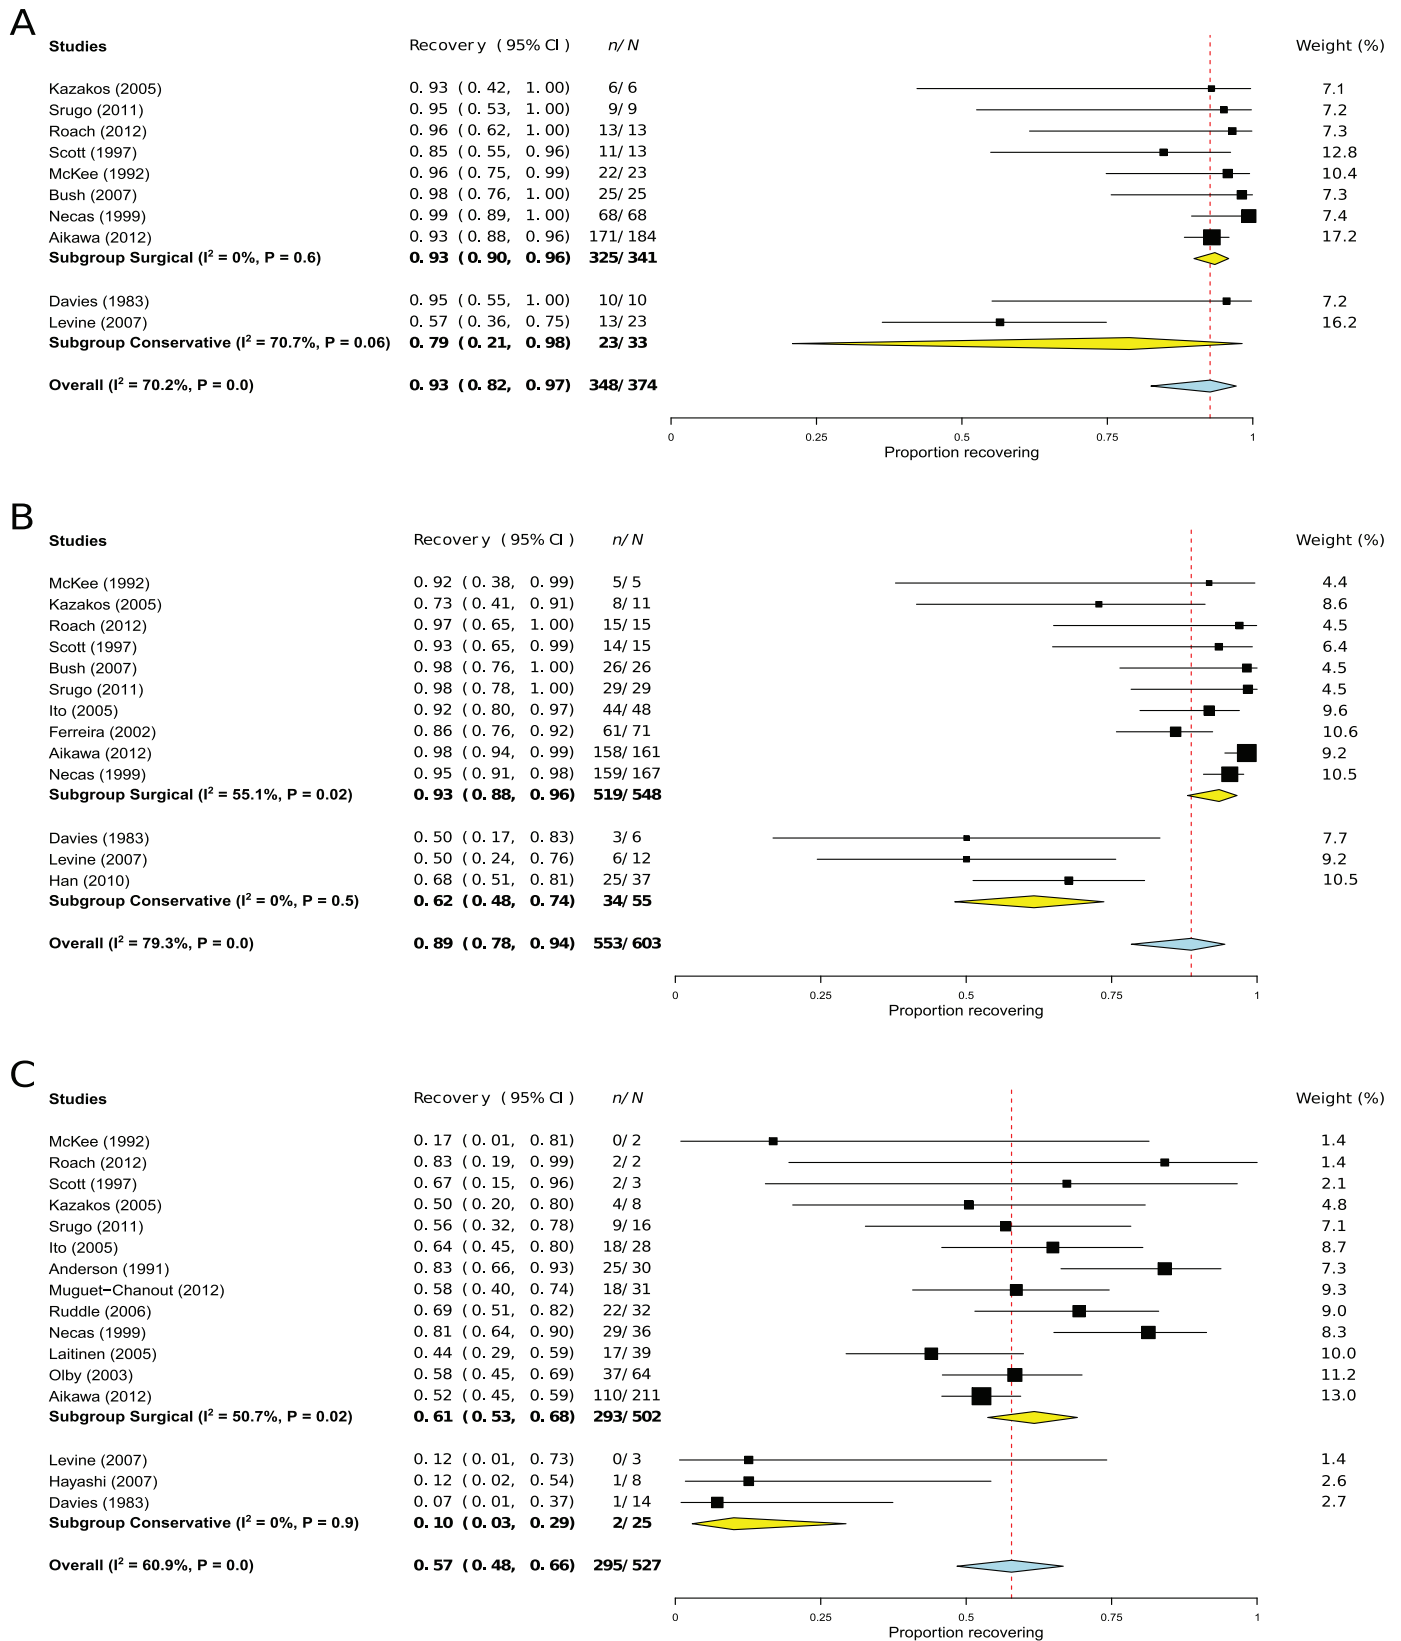 A
Studies Recovery (95% CI) n/N Weight (%)
Kazakos (2005) 0.93 (0.42, 1.00) 6/6 7.1
Srugo (2011) 0.95 (0.53, 1.00) 9/9 7.2
Roach (2012) 0.96 (0.62, 1.00) 13/13 7.3
Scott (1997) 0.85 (0.55, 0.96) 11/13 12.8
McKee (1992) 0.96 (0.75, 0.99) 22/23 10.4
Bush (2007) 0.98 (0.76, 1.00) 25/25 7.3
Necas (1999) 0.99 (0.89, 1.00) 68/68 7.4
Aikawa (2012) 0.93 (0.88, 0.96) 171/184 17.2
Subgroup Surgical (I² = 0%, P = 0.6) 0.93 (0.90, 0.96) 325/341
Davies (1983) 0.95 (0.55, 1.00) 10/10 7.2
Levine (2007) 0.57 (0.36, 0.75) 13/23 16.2
Subgroup Conservative (I² = 70.7%, P = 0.06) 0.79 (0.21, 0.98) 23/33
Overall (I² = 70.2%, P = 0.0) 0.93 (0.82, 0.97) 348/374
0 0.25 0.5 0.75 1
Proportion recovering
B
Studies Recovery (95% CI) n/N Weight (%)
McKee (1992) 0.92 (0.38, 0.99) 5/5 4.4
Kazakos (2005) 0.73 (0.41, 0.91) 8/11 8.6
Roach (2012) 0.97 (0.65, 1.00) 15/15 4.5
Scott (1997) 0.93 (0.65, 0.99) 14/15 6.4
Bush (2007) 0.98 (0.76, 1.00) 26/26 4.5
Srugo (2011) 0.98 (0.78, 1.00) 29/29 4.5
Ito (2005) 0.92 (0.80, 0.97) 44/48 9.6
Ferreira (2002) 0.86 (0.76, 0.92) 61/71 10.6
Aikawa (2012) 0.98 (0.94, 0.99) 158/161 9.2
Necas (1999) 0.95 (0.91, 0.98) 159/167 10.5
Subgroup Surgical (I² = 55.1%, P = 0.02) 0.93 (0.88, 0.96) 519/548
Davies (1983) 0.50 (0.17, 0.83) 3/6 7.7
Levine (2007) 0.50 (0.24, 0.76) 6/12 9.2
Han (2010) 0.68 (0.51, 0.81) 25/37 10.5
Subgroup Conservative (I² = 0%, P = 0.5) 0.62 (0.48, 0.74) 34/55
Overall (I² = 79.3%, P = 0.0) 0.89 (0.78, 0.94) 553/603
0 0.25 0.5 0.75 1
Proportion recovering
C
Studies Recovery (95% CI) n/N Weight (%)
McKee (1992) 0.17 (0.01, 0.81) 0/2 1.4
Roach (2012) 0.83 (0.19, 0.99) 2/2 1.4
Scott (1997) 0.67 (0.15, 0.96) 2/3 2.1
Kazakos (2005) 0.50 (0.20, 0.80) 4/8 4.8
Srugo (2011) 0.56 (0.32, 0.78) 9/16 7.1
Ito (2005) 0.64 (0.45, 0.80) 18/28 8.7
Anderson (1991) 0.83 (0.66, 0.93) 25/30 7.3
Muguet−Chanout (2012) 0.58 (0.40, 0.74) 18/31 9.3
Ruddle (2006) 0.69 (0.51, 0.82) 22/32 9.0
Necas (1999) 0.81 (0.64, 0.90) 29/36 8.3
Laitinen (2005) 0.44 (0.29, 0.59) 17/39 10.0
Olby (2003) 0.58 (0.45, 0.69) 37/64 11.2
Aikawa (2012) 0.52 (0.45, 0.59) 110/211 13.0
Subgroup Surgical (I² = 50.7%, P = 0.02) 0.61 (0.53, 0.68) 293/502
Levine (2007) 0.12 (0.01, 0.73) 0/3 1.4
Hayashi (2007) 0.12 (0.02, 0.54) 1/8 2.6
Davies (1983) 0.07 (0.01, 0.37) 1/14 2.7
Subgroup Conservative (I² = 0%, P = 0.9) 0.10 (0.03, 0.29) 2/25
Overall (I² = 60.9%, P = 0.0) 0.57 (0.48, 0.66) 295/527
0 0.25 0.5 0.75 1
Proportion recovering